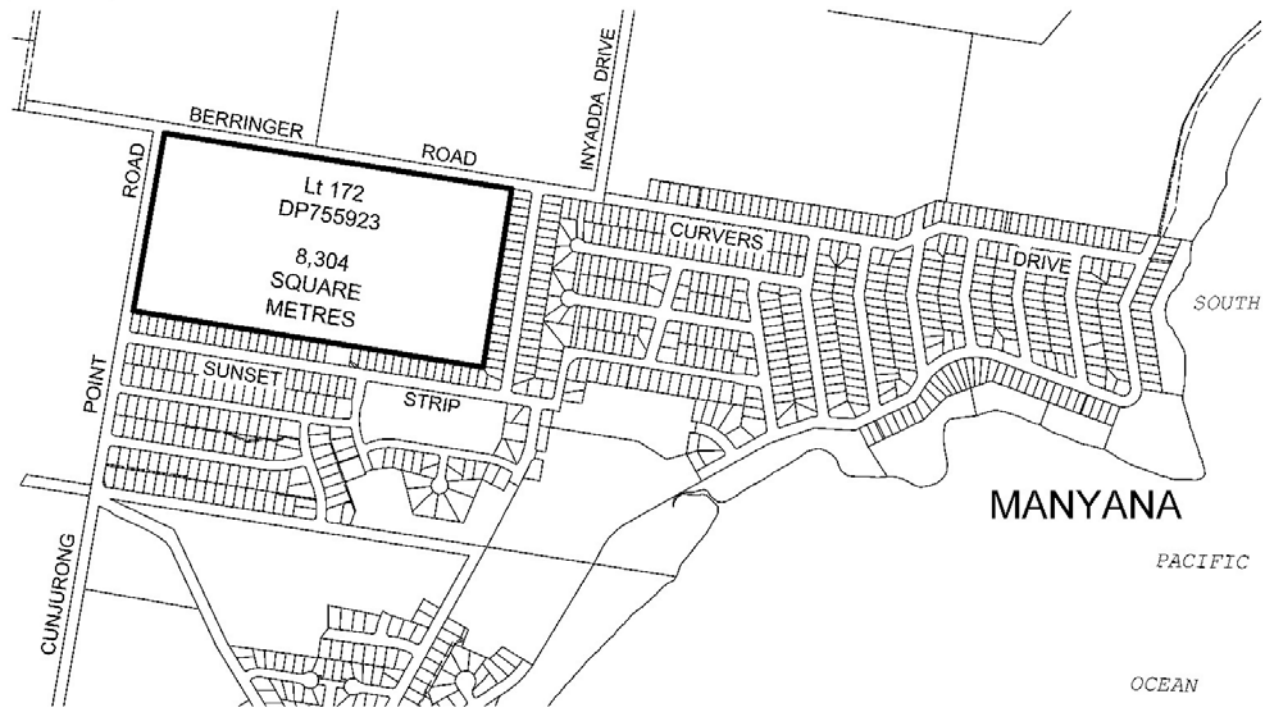 BERRINGER
ROAD
INYADDA DRIVE
ROAD
Lt 172
DP755923
8,304
SQUARE
METRES
CURVERS
DRIVE
SOUTH
POINT
SUNSET
STRIP
MANYANA
PACIFIC
CUNJURONG
OCEAN